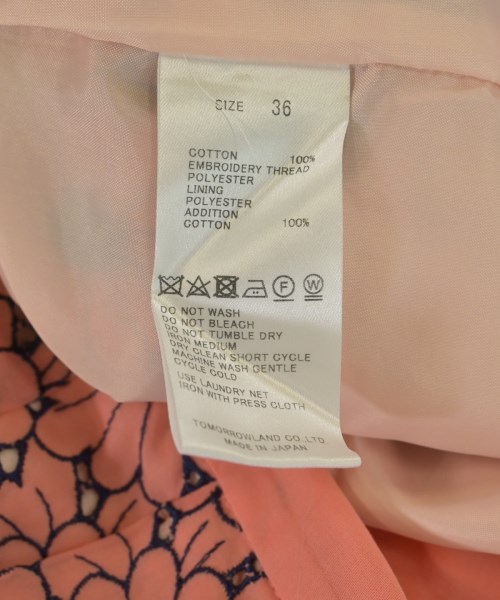 SIZE 36
COTTON 100%
EMBROIDERY THREAD
POLYESTER
LINING
POLYESTER
ADDITION
COTTON 100%
F W
DO NOT WASH
DO NOT BLEACH
DO NOT TUMBLE DRY
IRON MEDIUM
DRY CLEAN SHORT CYCLE
MACHINE WASH GENTLE
CYCLE COLD
USE LAUNDRY NET
IRON WITH PRESS CLOTH
TOMORROWLAND CO.,LTD.
MADE IN JAPAN